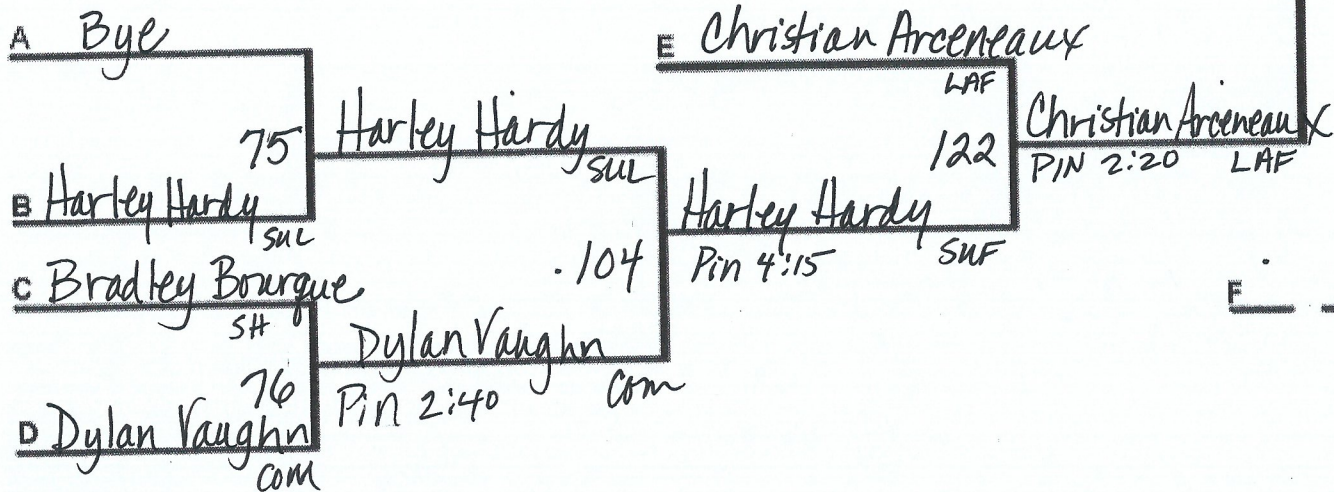 A Bye
75
B Harley Hardy
SUL
C Bradley Bourque
SH
76
D Dylan Vaughn
COM
Harley Hardy
SUL
.104
Dylan Vaughn
Pin 2:40 Com
E Christian Arceneaux
LAF
122
Harley Hardy
Pin 4:15 SUF
Christian Arceneaux
PIN 2:20 LAF
F